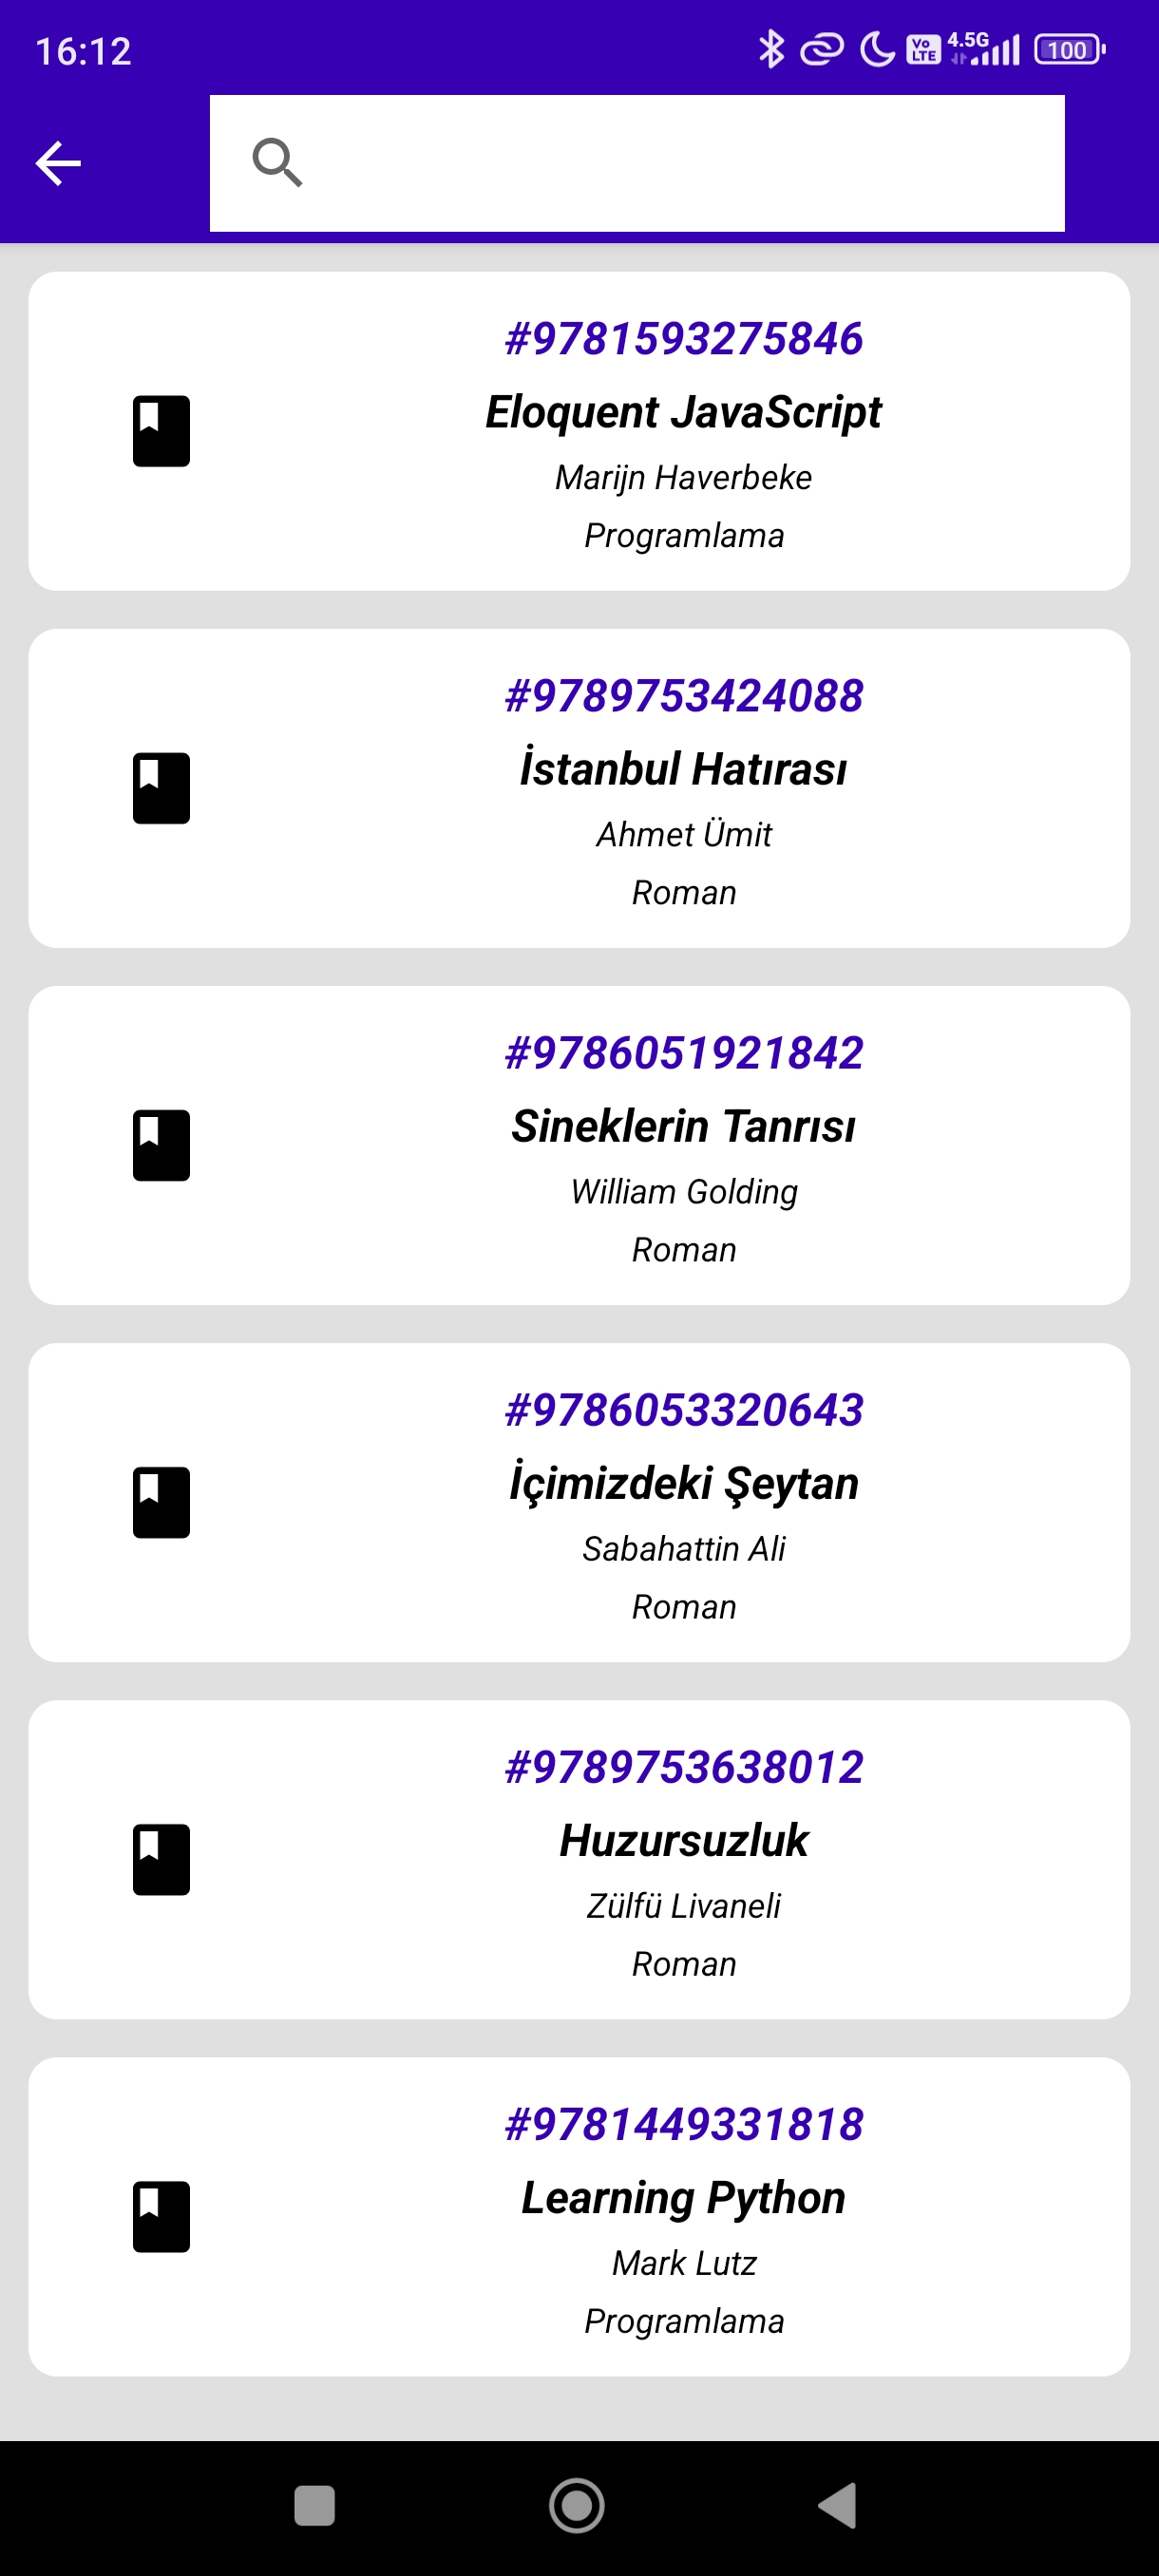 16:12
Vo LTE 4.5G 100
#9781593275846
Eloquent JavaScript
Marijn Haverbeke
Programlama
#9789753424088
İstanbul Hatırası
Ahmet Ümit
Roman
#9786051921842
Sineklerin Tanrısı
William Golding
Roman
#9786053320643
İçimizdeki Şeytan
Sabahattin Ali
Roman
#9789753638012
Huzursuzluk
Zülfü Livaneli
Roman
#9781449331818
Learning Python
Mark Lutz
Programlama